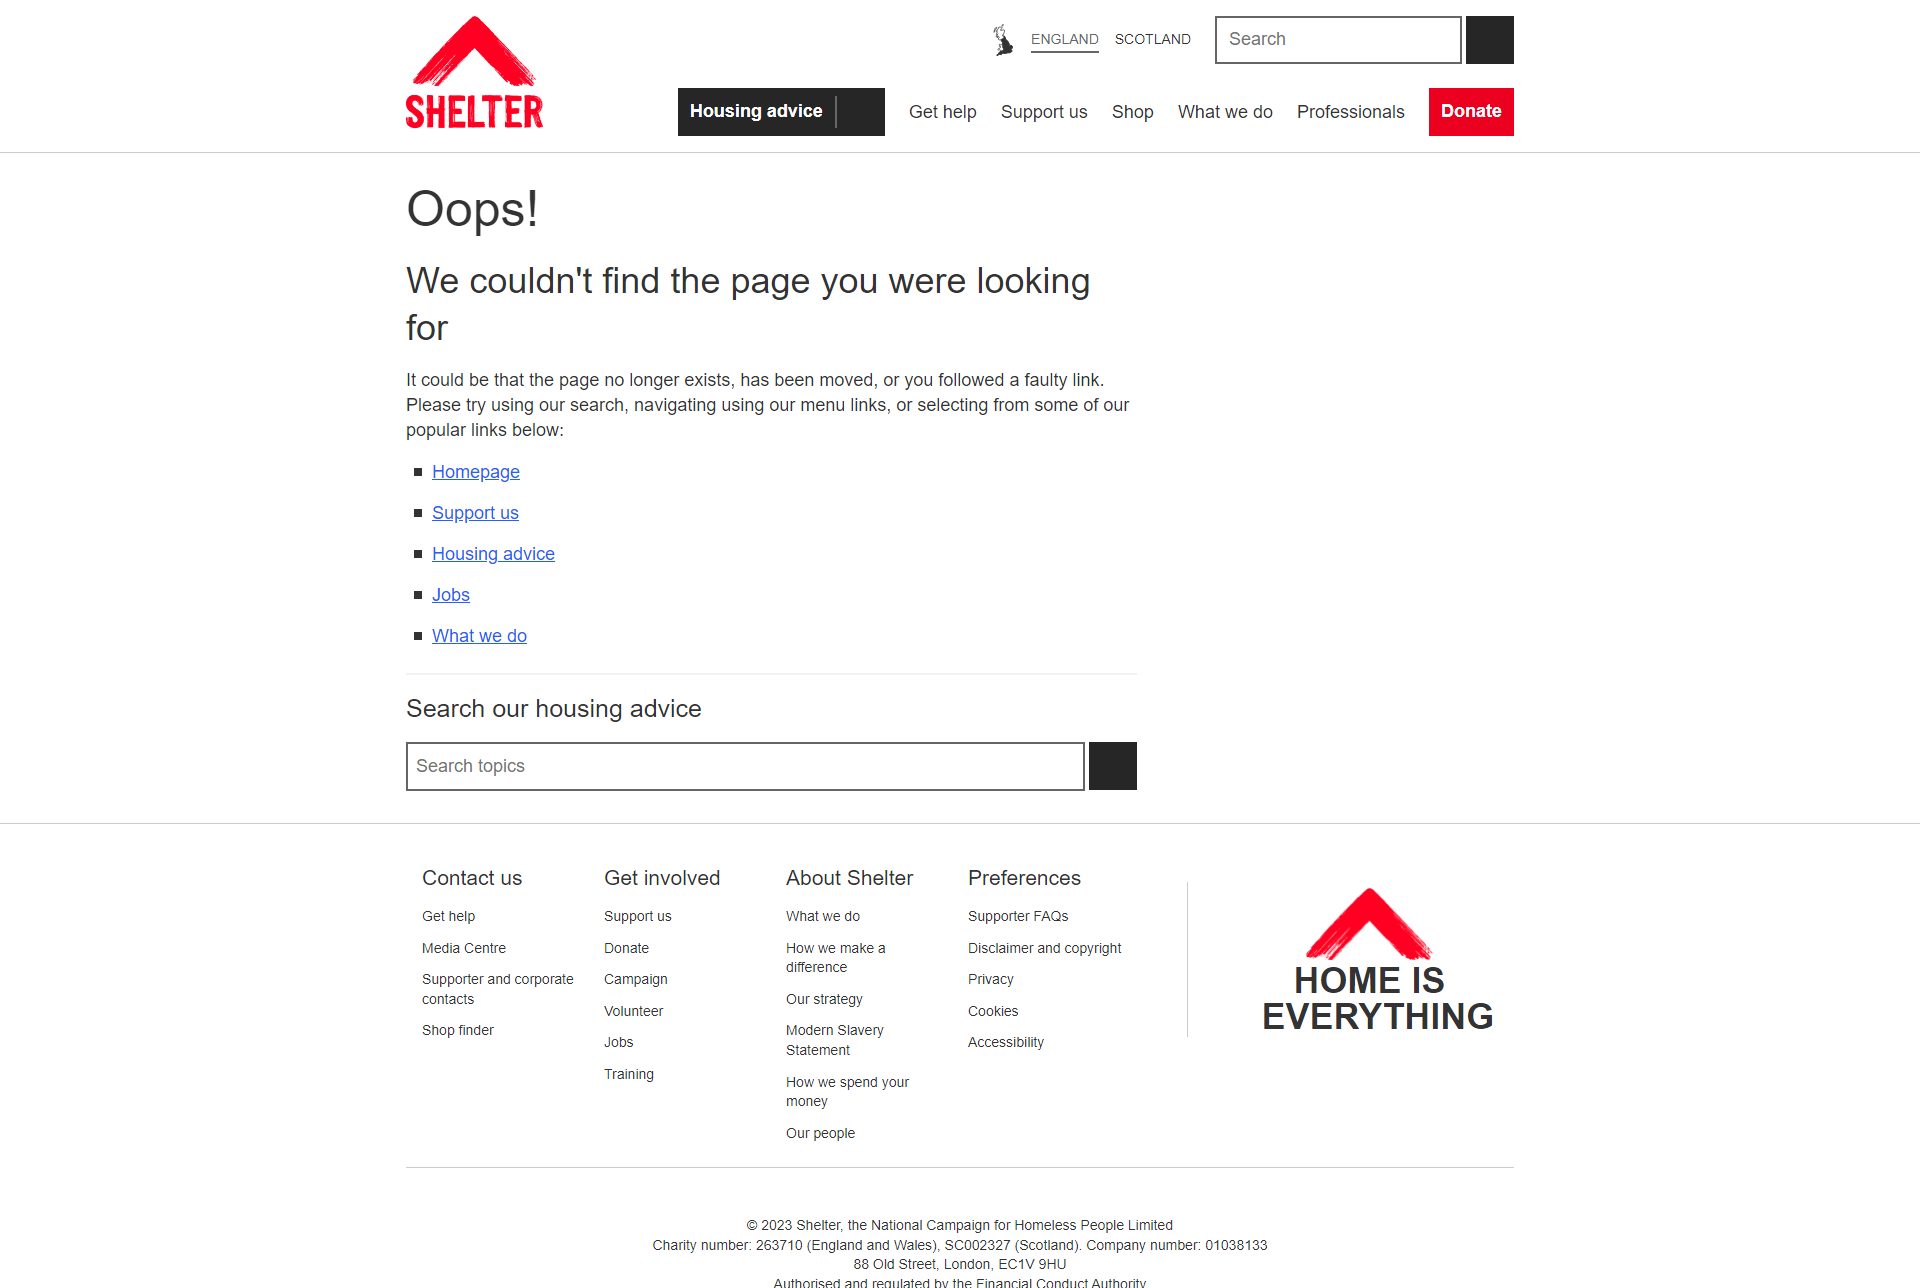 SHELTER
ENGLAND
SCOTLAND
Search
Housing advice
Get help
Support us
Shop
What we do
Professionals
Donate
Oops!
We couldn't find the page you were looking
for
It could be that the page no longer exists, has been moved, or you followed a faulty link.
Please try using our search, navigating using our menu links, or selecting from some of our
popular links below:
Homepage
Support us
Housing advice
Jobs
What we do
Search our housing advice
Search topics
Contact us
Get help
Media Centre
Supporter and corporate
contacts
Shop finder
Get involved
Support us
Donate
Campaign
Volunteer
Jobs
Training
About Shelter
What we do
How we make a
difference
Our strategy
Modern Slavery
Statement
How we spend your
money
Our people
Preferences
Supporter FAQs
Disclaimer and copyright
Privacy
Cookies
Accessibility
HOME IS
EVERYTHING
© 2023 Shelter, the National Campaign for Homeless People Limited
Charity number: 263710 (England and Wales), SC002327 (Scotland). Company number: 01038133
88 Old Street, London, EC1V 9HU
Authorised and regulated by the Financial Conduct Authority